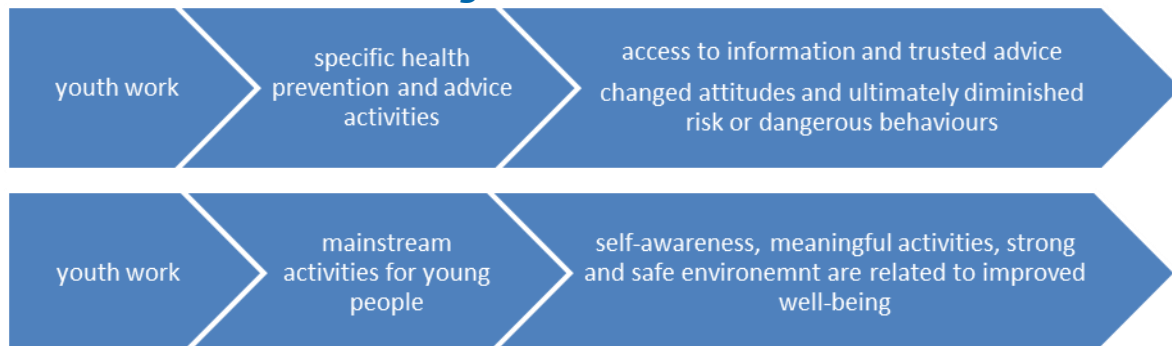 youth work
specific health
prevention and advice
activities
access to information and trusted advice
changed attitudes and ultimately diminished
risk or dangerous behaviours
youth work
mainstream
activities for young
people
self-awareness, meaningful activities, strong
and safe environemnt are related to improved
well-being